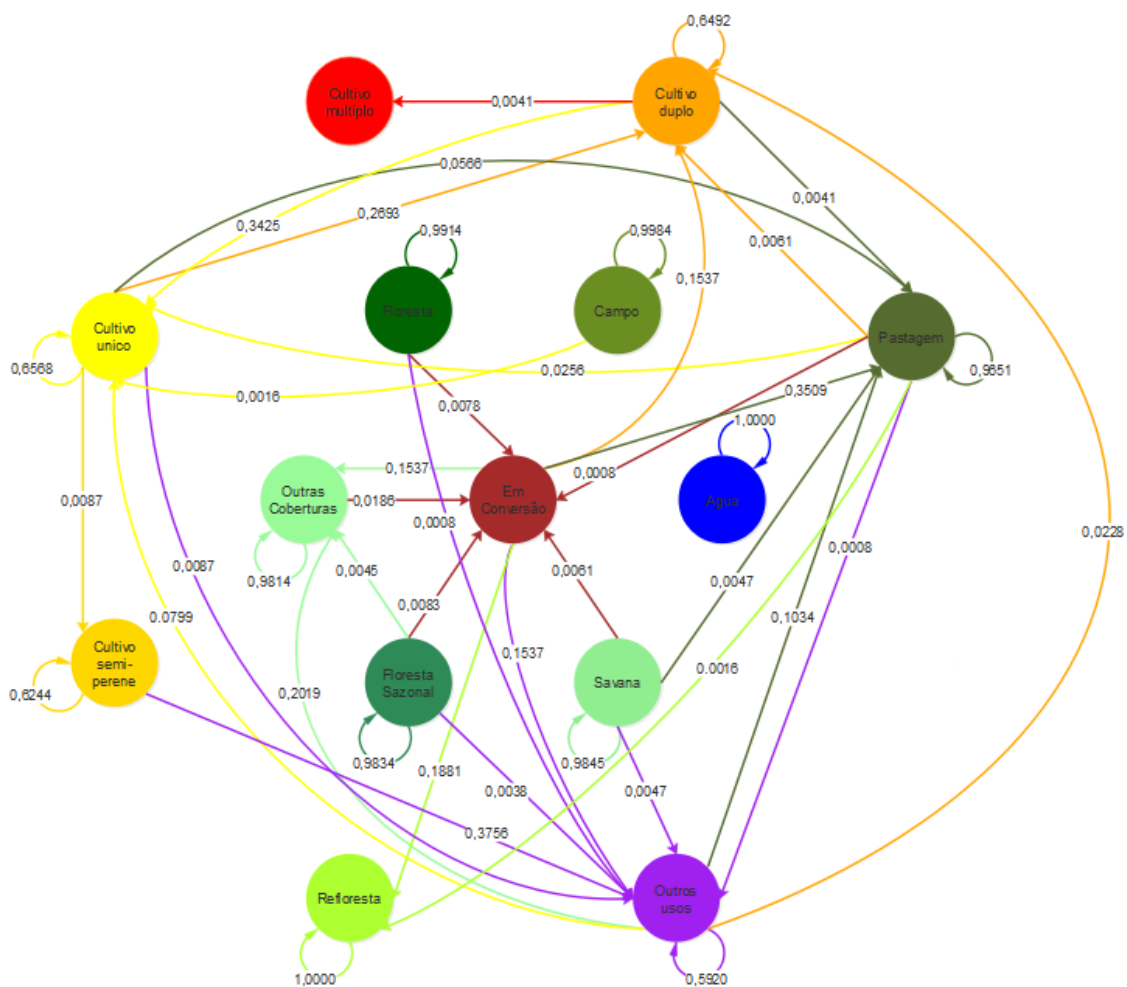 0,6492
Cultivo
multiplo
0,0041
Cultivo
duplo
0,0566
0,0041
0,2693
0,3425
0,9914
0,9984
0,0061
0,1537
Floresta
Campo
Cultivo
unico
Pastagem
0,6568
0,0256
0,9651
0,0016
0,3509
0,0078
1,0000
0,1537
0,0008
Outras
Coberturas
0,0186
Em
Conversão
Agua
0,0087
0,0008
0,0228
0,0008
0,0087
0,0045
0,0061
0,9814
0,0047
0,0083
0.0799
0,1034
Cultivo
semi-
perene
0,1537
0.0016
Floresta
Sazonal
Savana
0,6244
0,2019
0,9834
0,9845
0,1881
0,0038
0,0047
0,3756
Refloresta
Outros
usos
1,0000
0,5920